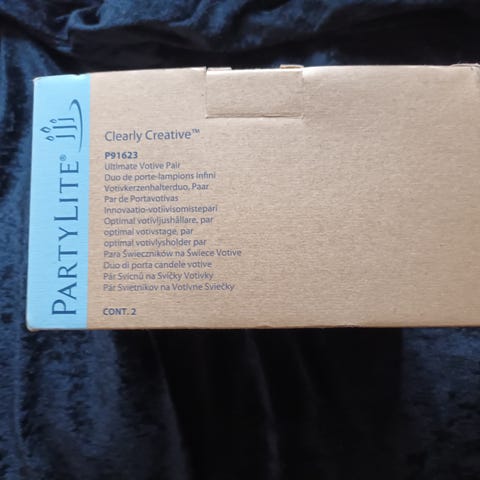 PARTYLITE®
Clearly Creative™
P91623
Ultimate Votive Pair
Duo de porte-lampions infini
Votivkerzenhalterduo, Paar
Par de Portavotivas
Innovaatio-votiivisomistepari
Optimal votivljushållare, par
optimal votivstage, par
optimal votivlysholder par
Para Świeczników na Świece Votive
Duo di porta candele votive
Pár Svícnů na Svíčky Votivky
Pár Svietnikov na Votívne Sviečky
CONT. 2